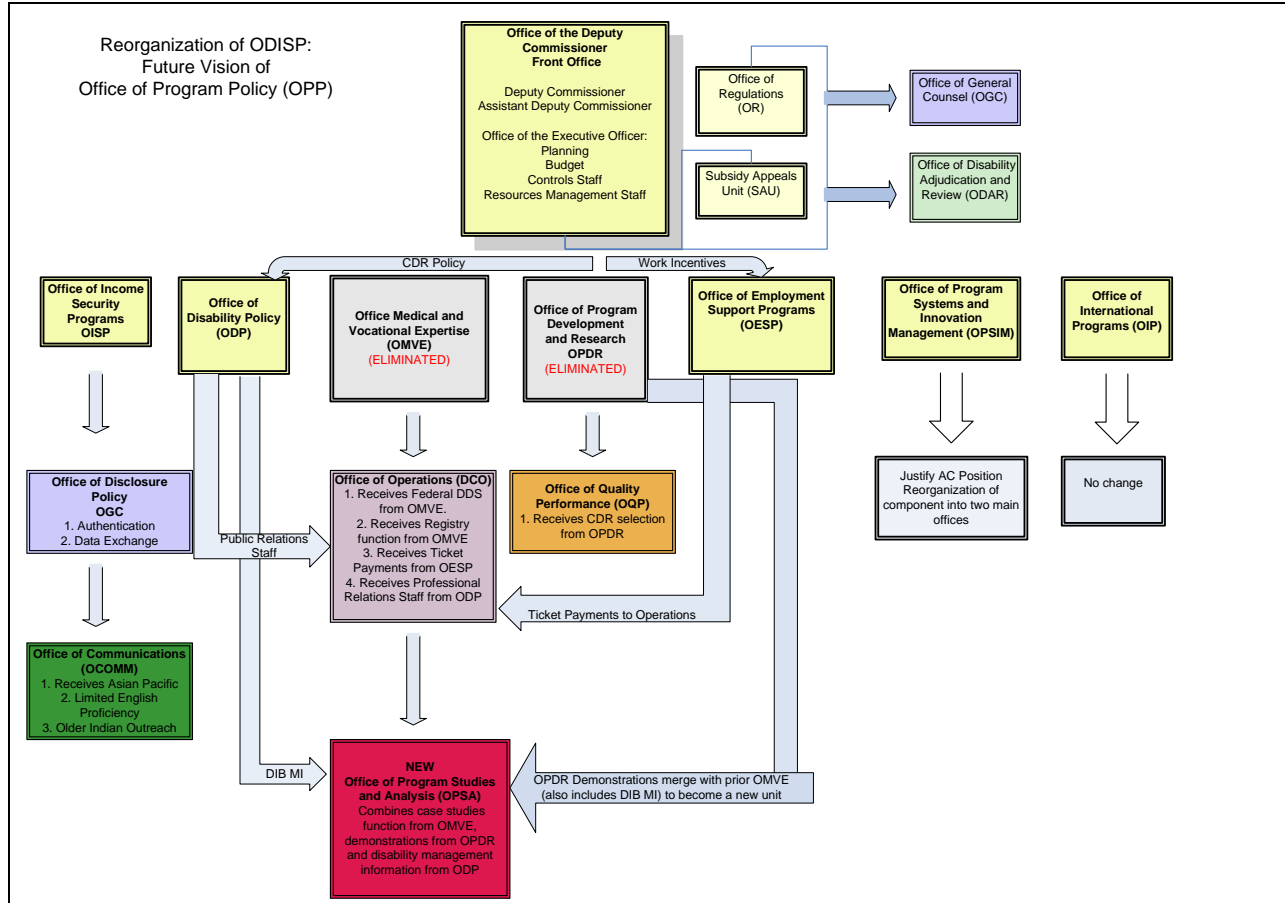 Reorganization of ODISP:
Future Vision of
Office of Program Policy (OPP)
Office of the Deputy
Commissioner
Front Office
Deputy Commissioner
Assistant Deputy Commissioner
Office of the Executive Officer:
Planning
Budget
Controls Staff
Resources Management Staff
Office of
Regulations
(OR)
Subsidy Appeals
Unit (SAU)
Office of General
Counsel (OGC)
Office of Disability
Adjudication and
Review (ODAR)
CDR Policy
Work Incentives
Office of Income
Security
Programs
OISP
Office of
Disability Policy
(ODP)
Office Medical and
Vocational Expertise
(OMVE)
(ELIMINATED)
Office of Program
Development
and Research
OPDR
(ELIMINATED)
Office of Employment
Support Programs
(OESP)
Office of Program
Systems and
Innovation
Management (OPSIM)
Office of
International
Programs (OIP)
Office of Disclosure
Policy
OGC
1. Authentication
2. Data Exchange
Public Relations
Staff
Office of Operations (DCO)
1. Receives Federal DDS
from OMVE.
2. Receives Registry
function from OMVE
3. Receives Ticket
Payments from OESP
4. Receives Professional
Relations Staff from ODP
Office of Quality
Performance (OQP)
1. Receives CDR selection
from OPDR
Justify AC Position
Reorganization of
component into two main
offices
No change
Ticket Payments to Operations
Office of Communications
(OCOMM)
1. Receives Asian Pacific
2. Limited English
Proficiency
3. Older Indian Outreach
DIB MI
NEW
Office of Program Studies
and Analysis (OPSA)
Combines case studies
function from OMVE,
demonstrations from OPDR
and disability management
information from ODP
OPDR Demonstrations merge with prior OMVE
(also includes DIB MI) to become a new unit